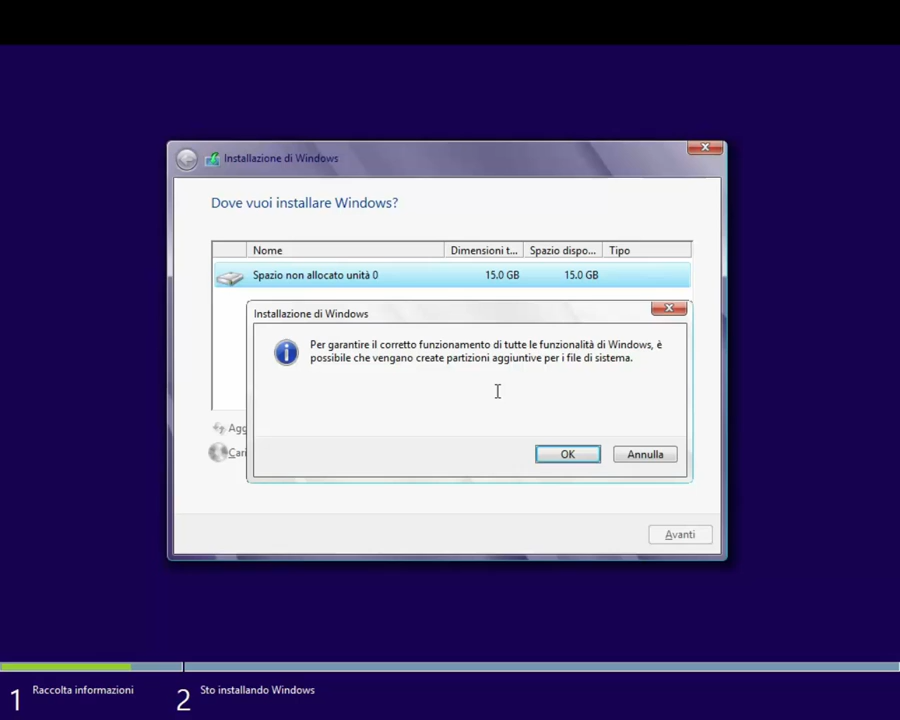 Installazione di Windows
Dove vuoi installare Windows?
Nome Dimensioni t... Spazio dispo... Tipo
Spazio non allocato unità 0 15.0 GB 15.0 GB
Installazione di Windows
Per garantire il corretto funzionamento di tutte le funzionalità di Windows, è
possibile che vengano create partizioni aggiuntive per i file di sistema.
Agg
Cari
OK Annulla
Avanti
1 Raccolta informazioni 2 Sto installando Windows